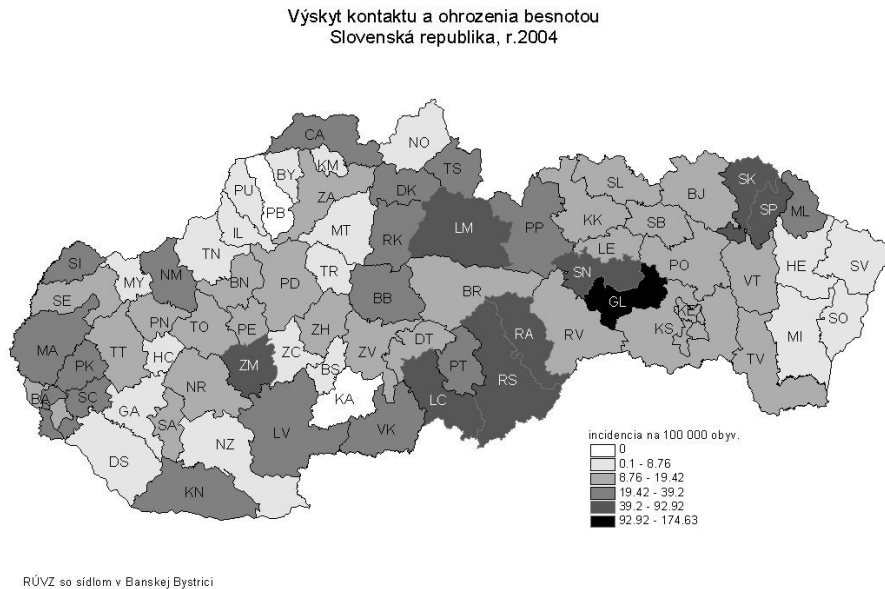 Výskyt kontaktu a ohrozenia besnotou
Slovenská republika, r.2004
CA
NO
KM
BY
TS
PU
ZA
DK
PB
SL
BJ
SK
SP
ML
KK
SB
IL
MT
RK
LM
PP
TN
LE
PO
HE
SV
SI
NM
TR
SN
MY
BN
PD
BB
BR
VT
SE
GL
PN
TO
PE
ZH
RA
RV
KE
SO
MA
TT
HC
ZC
ZV
DT
KS
MI
PK
ZM
BS
PT
TV
RS
BA
SC
NR
KA
LC
GA
SA
LV
VK
NZ
DS
KN
incidencia na 100 000 obyv.
0
0.1 - 8.76
8.76 - 19.42
19.42 - 39.2
39.2 - 92.92
92.92 - 174.63
RÚVZ so sídlom v Banskej Bystrici